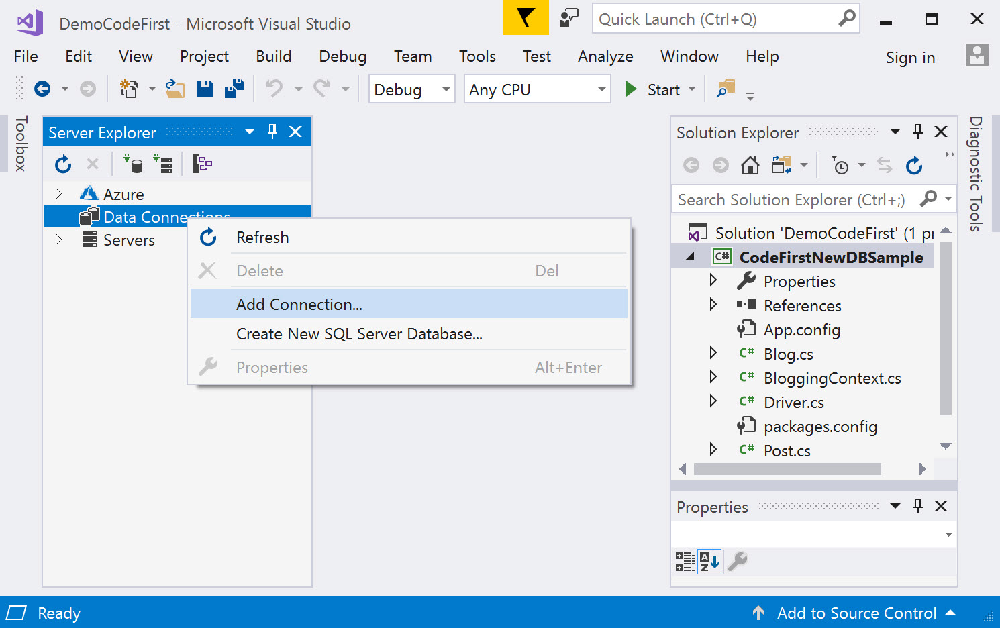 DemoCodeFirst - Microsoft Visual Studio
Quick Launch (Ctrl+Q)
File Edit View Project Build Debug Team Tools Test Analyze Window Help Sign in
Debug Any CPU Start
Toolbox
Server Explorer
Azure
Data Connections
Servers
Refresh
Delete Del
Add Connection...
Create New SQL Server Database...
Properties Alt+Enter
Solution Explorer
Search Solution Explorer (Ctrl+;)
Solution 'DemoCodeFirst' (1 pr
C# CodeFirstNewDBSample
Properties
References
App.config
C# Blog.cs
C# BloggingContext.cs
C# Driver.cs
packages.config
C# Post.cs
Properties
A
Z
Diagnostic Tools
Ready
Add to Source Control